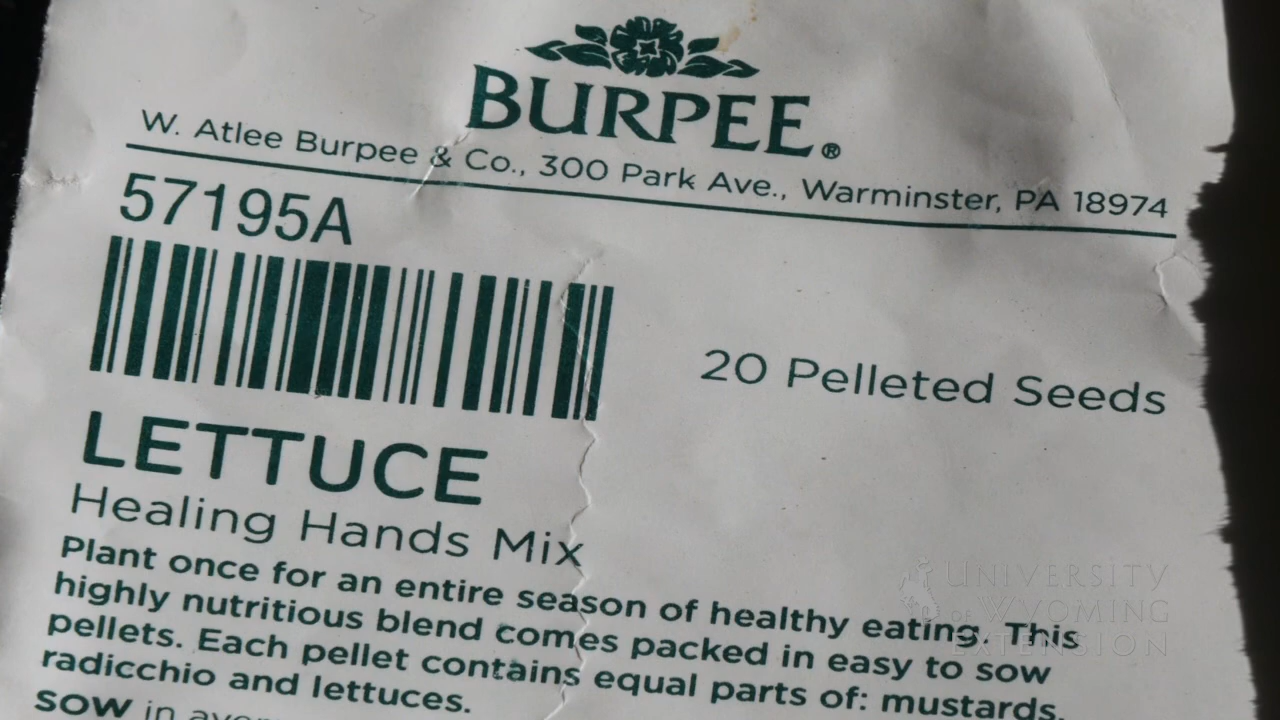 BURPEE®
W. Atlee Burpee & Co., 300 Park Ave., Warminster, PA 18974
57195A
20 Pelleted Seeds
LETTUCE
Healing Hands Mix
Plant once for an entire season of healthy eating. This
highly nutritious blend comes packed in easy to sow
pellets. Each pellet contains equal parts of: mustards,
radicchio and lettuces.
SOW in
UNIVERSITY
OF WYOMING
EXTENSION